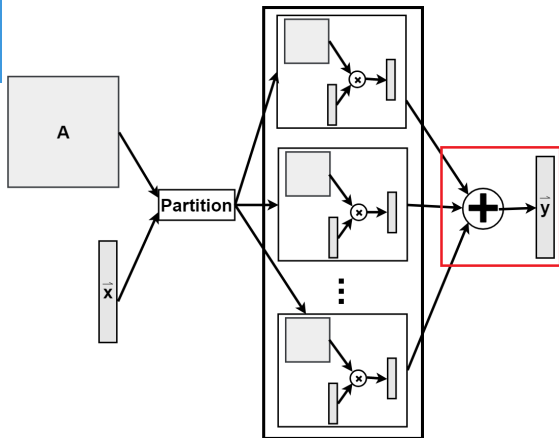 A
Partition
x⃗
y⃗
⊗
⊗
⊗
⋮
+